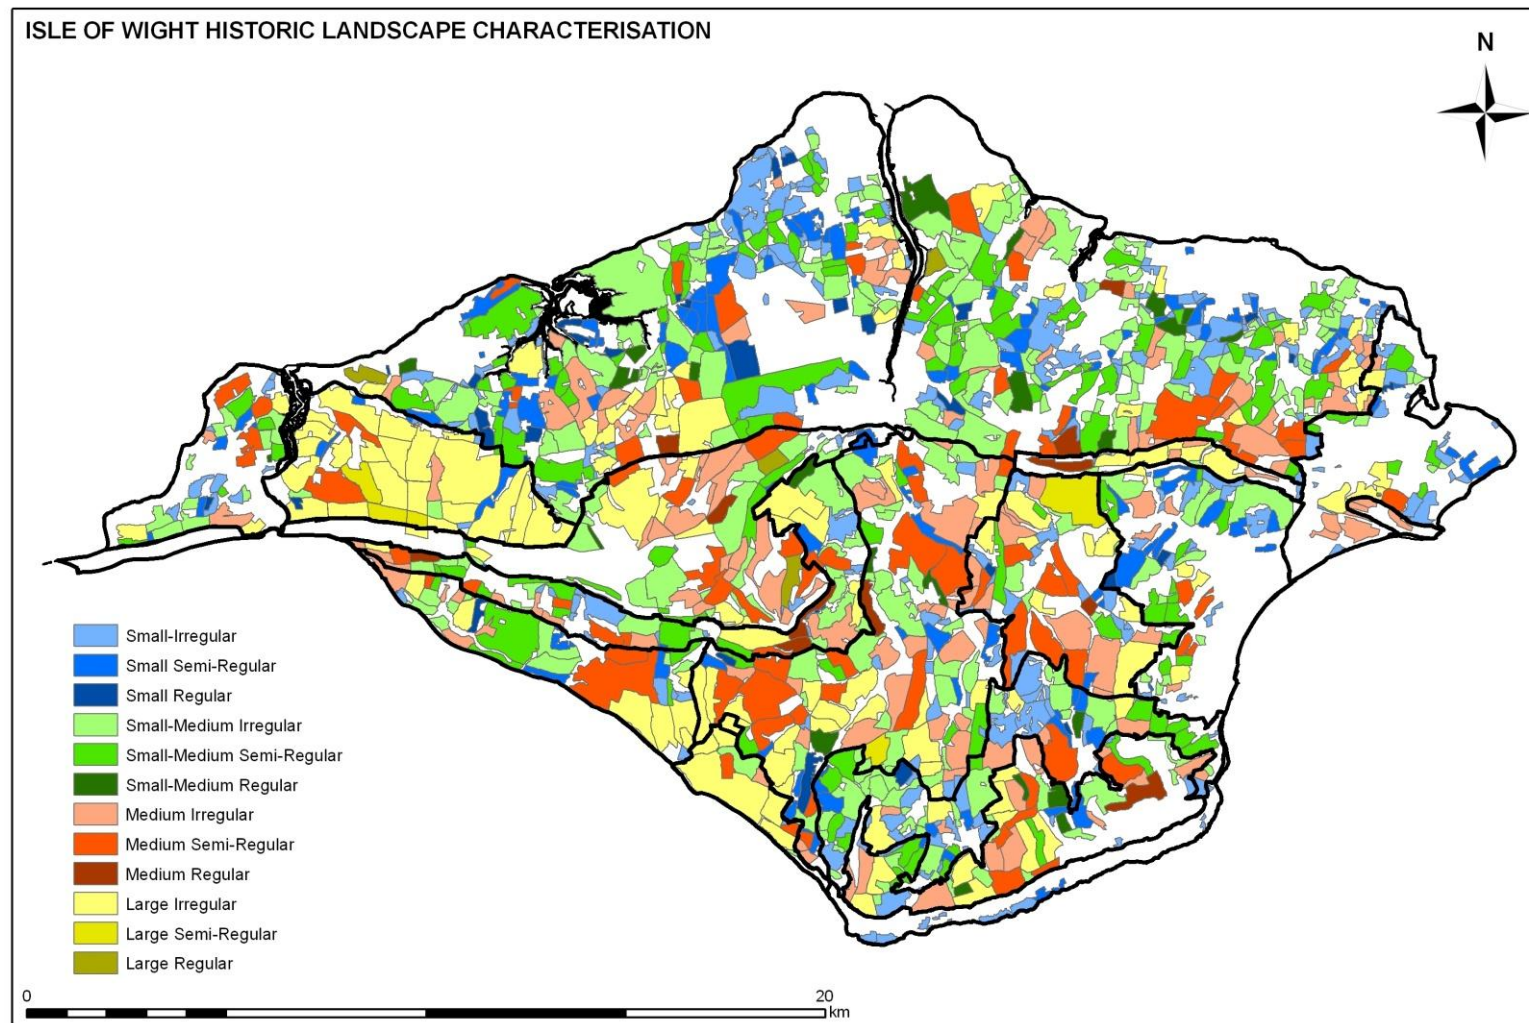 ISLE OF WIGHT HISTORIC LANDSCAPE CHARACTERISATION
N
Small-Irregular
Small Semi-Regular
Small Regular
Small-Medium Irregular
Small-Medium Semi-Regular
Small-Medium Regular
Medium Irregular
Medium Semi-Regular
Medium Regular
Large Irregular
Large Semi-Regular
Large Regular
0 20
km